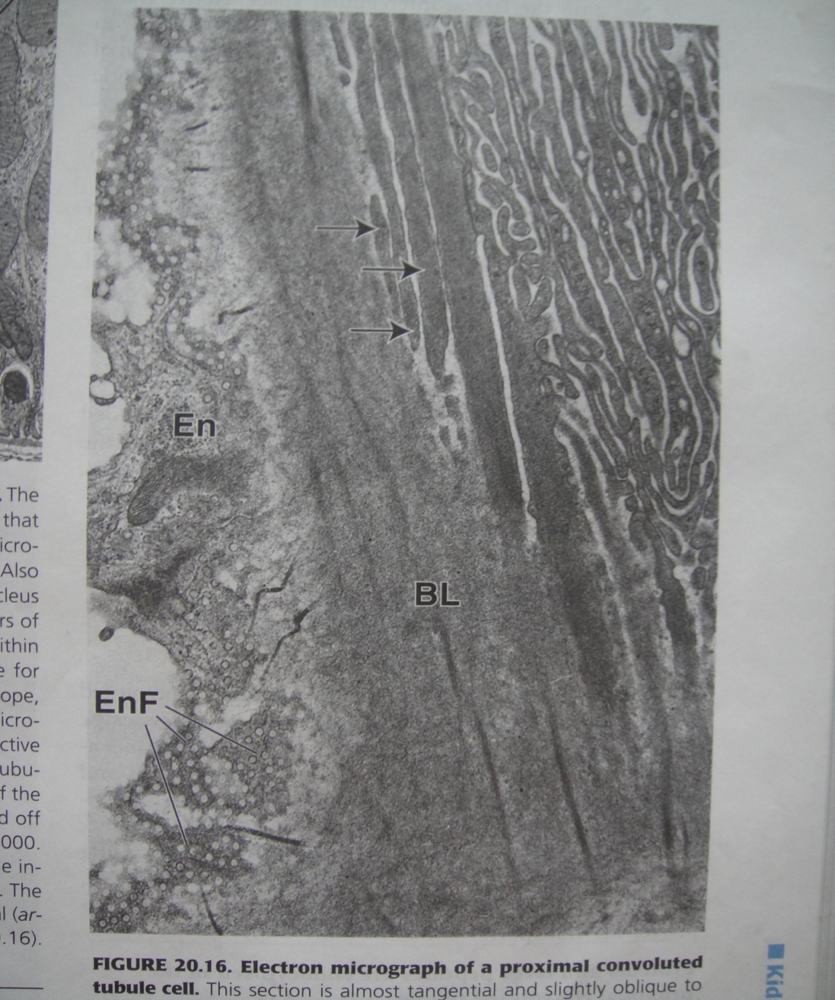 . The
that
icro-
Also
cleus
rs of
ithin
e for
ope,
icro-
ctive
ubu-
f the
d off
000.
e in-
. The
l (ar-
.16).
En
BL
EnF
FIGURE 20.16. Electron micrograph of a proximal convoluted
tubule cell. This section is almost tangential and slightly oblique to
Kid